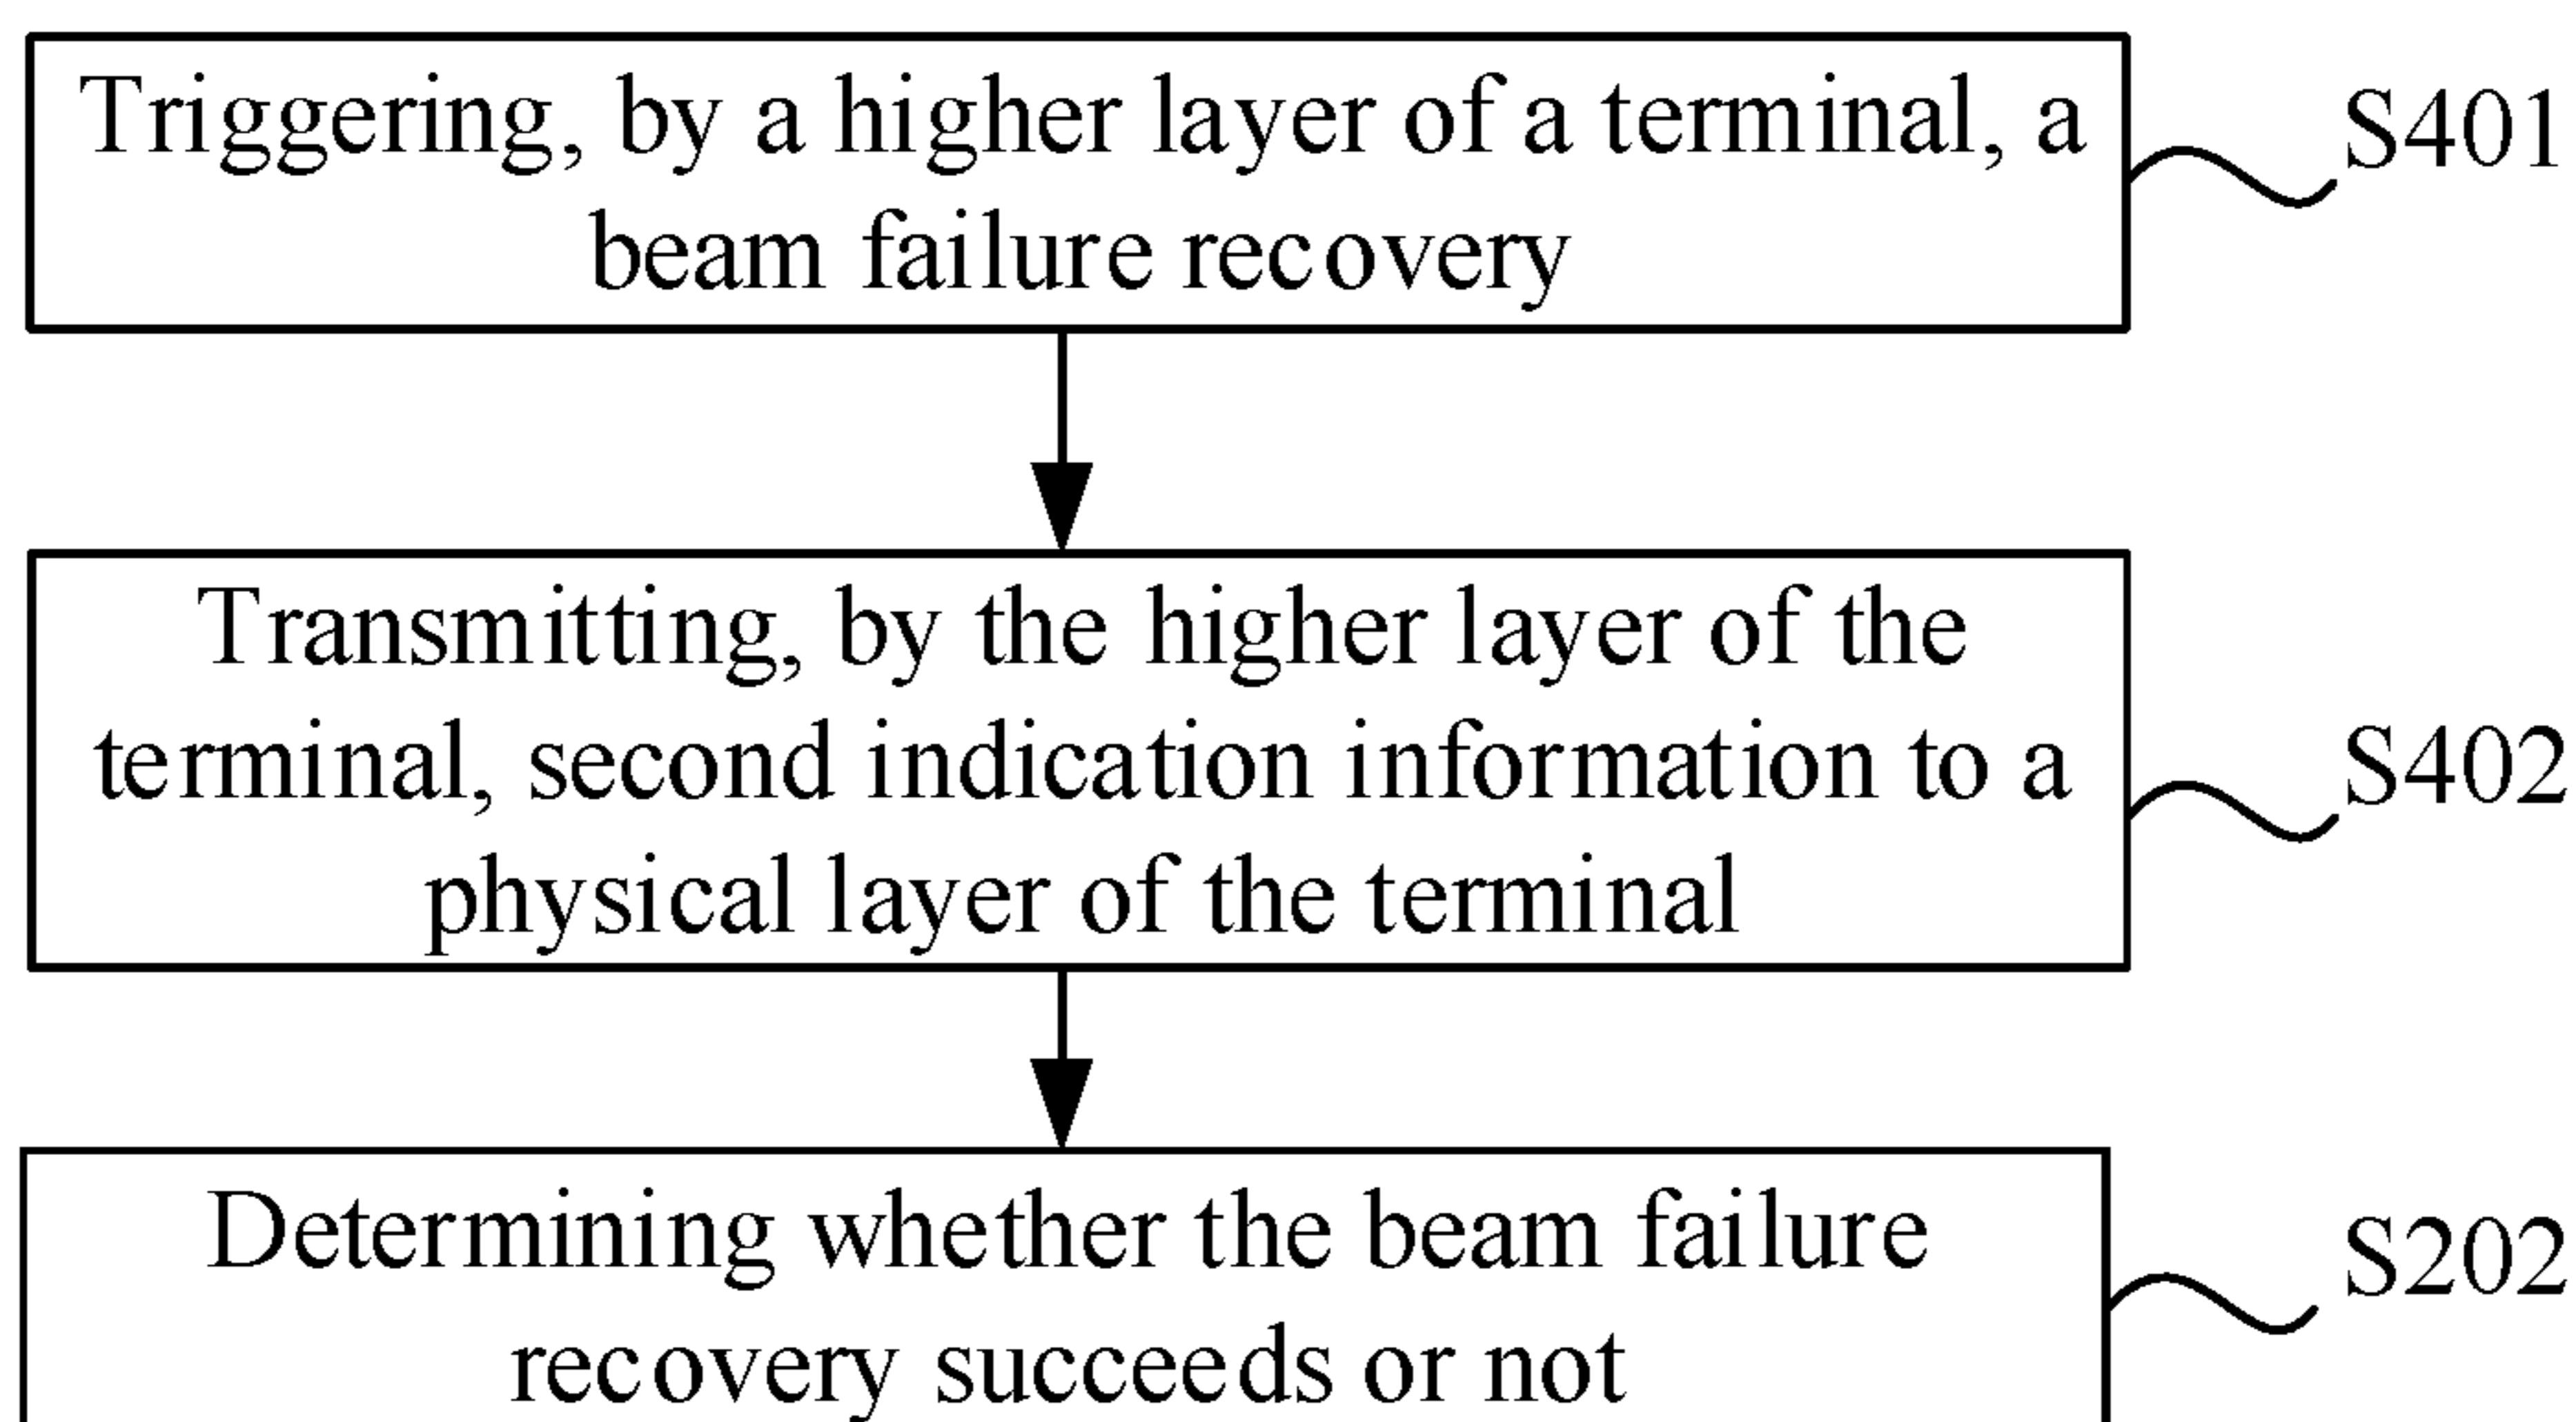 Triggering, by a higher layer of a terminal, a
beam failure recovery
S401
Transmitting, by the higher layer of the
terminal, second indication information to a
physical layer of the terminal
S402
Determining whether the beam failure
recovery succeeds or not
S202